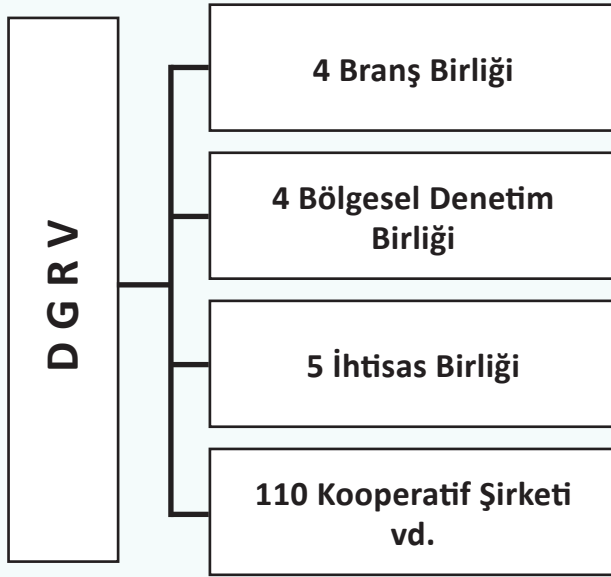 D G R V
4 Branş Birliği
4 Bölgesel Denetim
Birliği
5 İhtisas Birliği
110 Kooperatif Şirketi
vd.